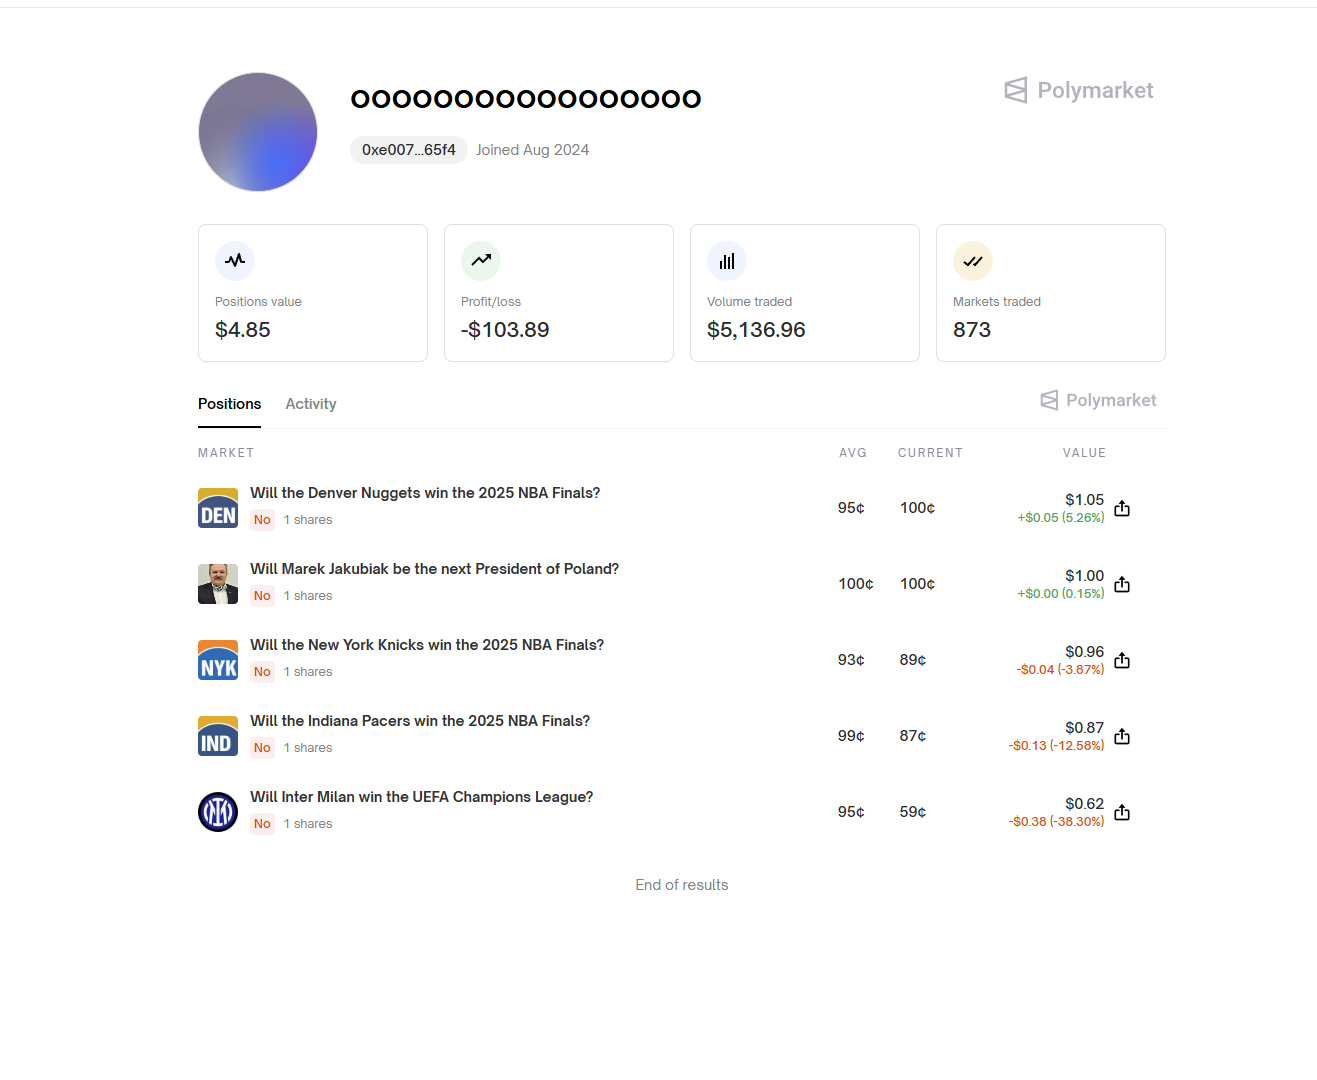 ooooooooooooooooo
Polymarket
0xe007...65f4 Joined Aug 2024
Positions value
$4.85
Profit/loss
-$103.89
Volume traded
$5,136.96
Markets traded
873
Positions Activity
Polymarket
MARKET AVG CURRENT VALUE
DEN
Will the Denver Nuggets win the 2025 NBA Finals?
No 1 shares
95¢ 100¢ $1.05
+$0.05 (5.26%)
Will Marek Jakubiak be the next President of Poland?
No 1 shares
100¢ 100¢ $1.00
+$0.00 (0.15%)
NYK
Will the New York Knicks win the 2025 NBA Finals?
No 1 shares
93¢ 89¢ $0.96
-$0.04 (-3.87%)
IND
Will the Indiana Pacers win the 2025 NBA Finals?
No 1 shares
99¢ 87¢ $0.87
-$0.13 (-12.58%)
Will Inter Milan win the UEFA Champions League?
No 1 shares
95¢ 59¢ $0.62
-$0.38 (-38.30%)
End of results